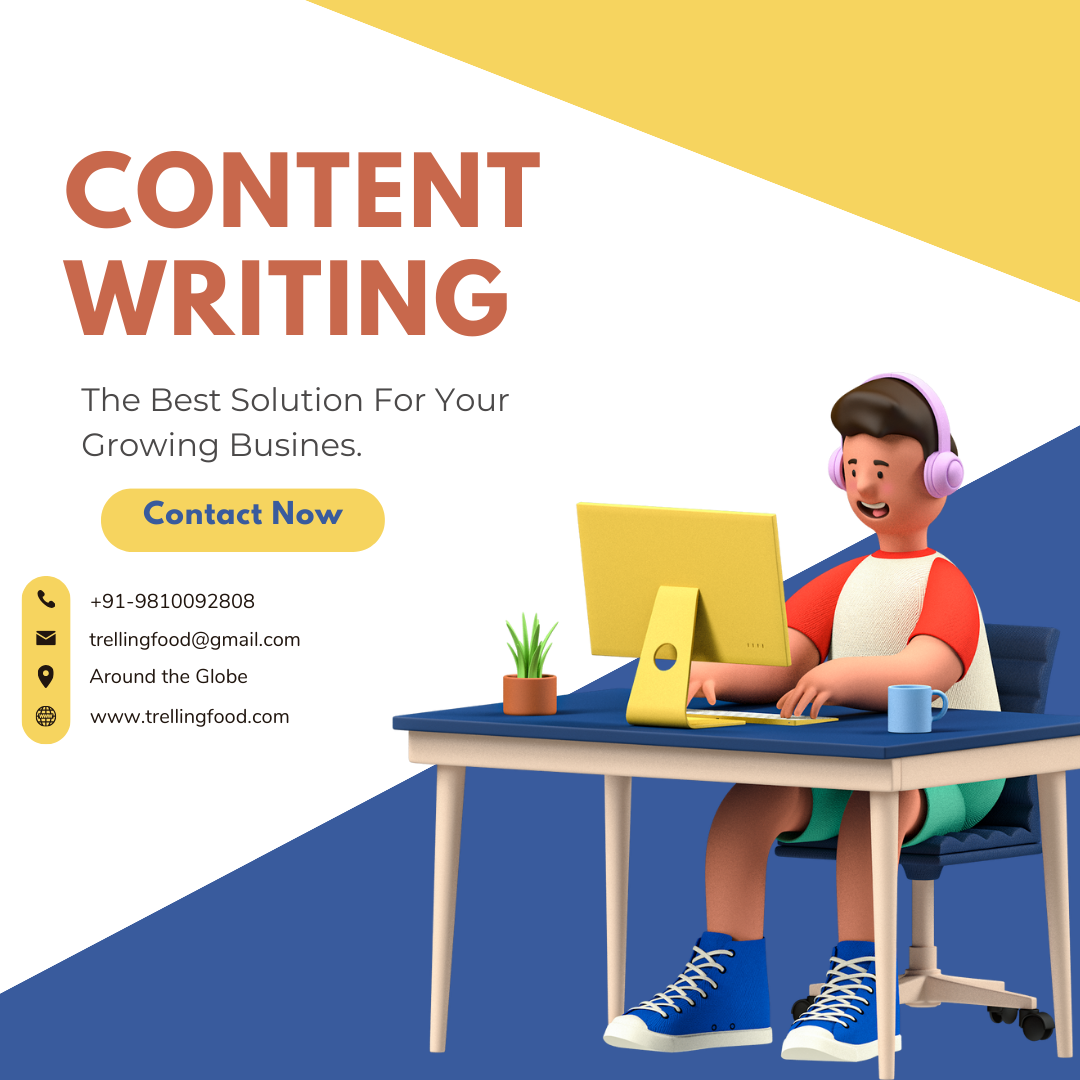 CONTENT
WRITING
The Best Solution For Your
Growing Busines.
Contact Now
+91-9810092808
trellingfood@gmail.com
Around the Globe
www.trellingfood.com